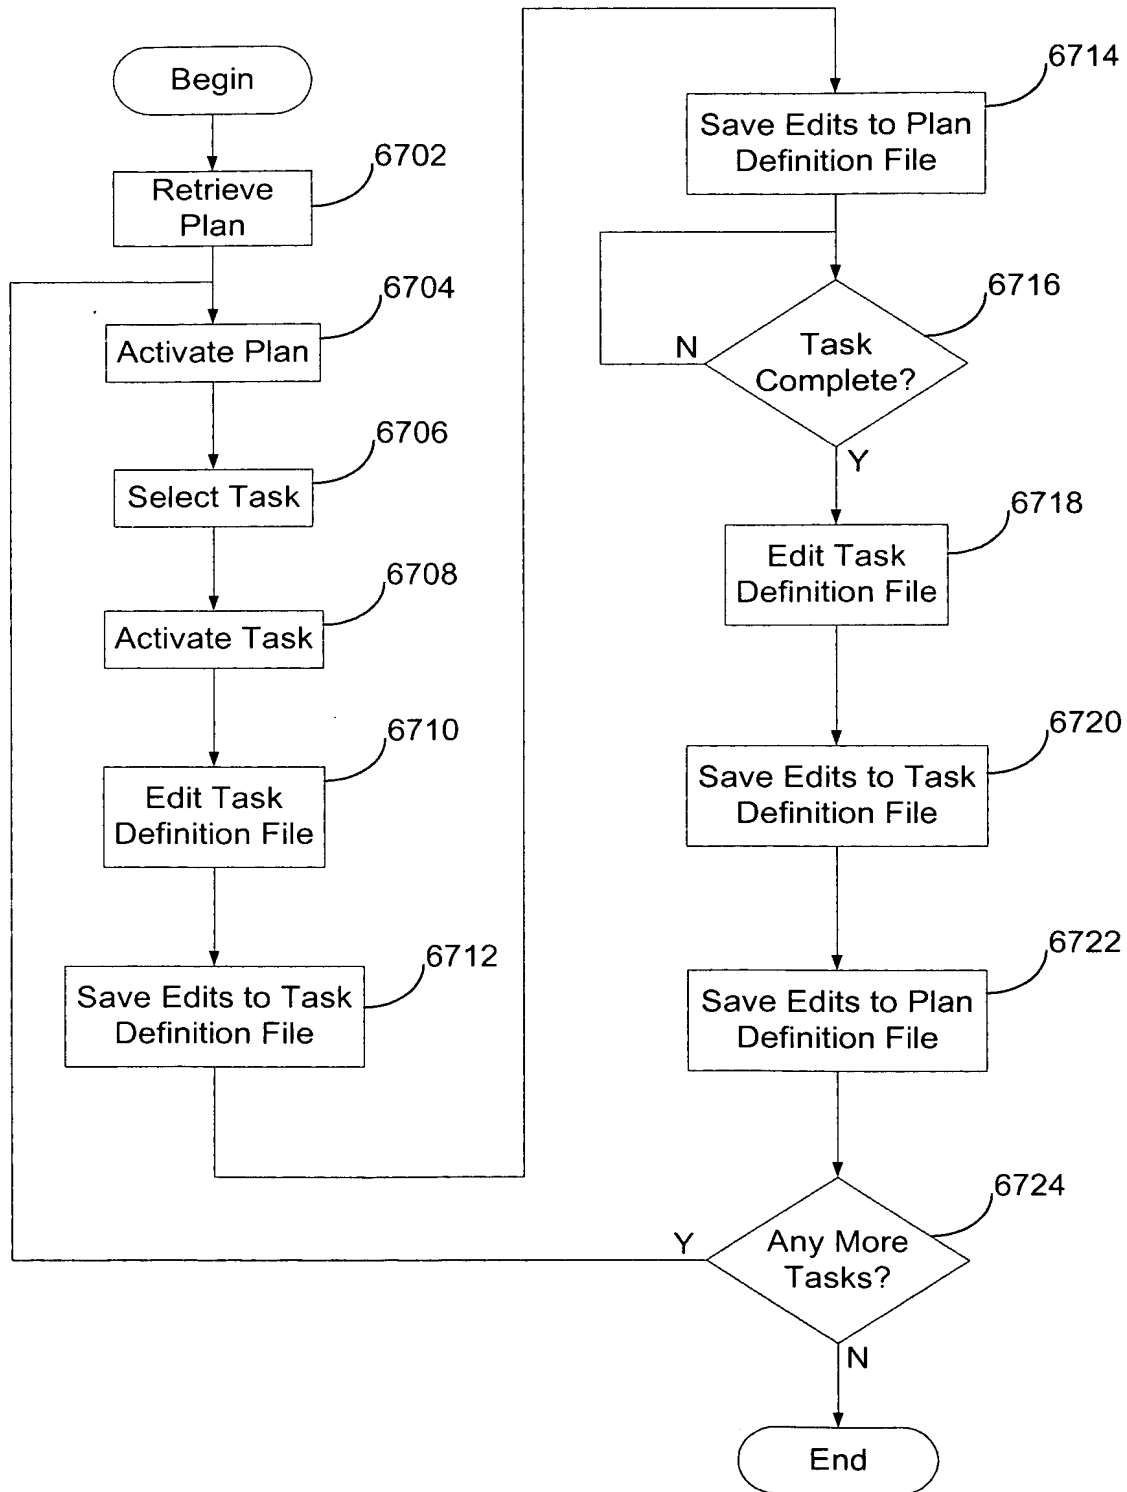 Begin
6702
Retrieve
Plan
6704
Activate Plan
6706
Select Task
6708
Activate Task
6710
Edit Task
Definition File
6712
Save Edits to Task
Definition File
6714
Save Edits to Plan
Definition File
6716
Task
Complete?
N
Y
6718
Edit Task
Definition File
6720
Save Edits to Task
Definition File
6722
Save Edits to Plan
Definition File
6724
Any More
Tasks?
Y
N
End